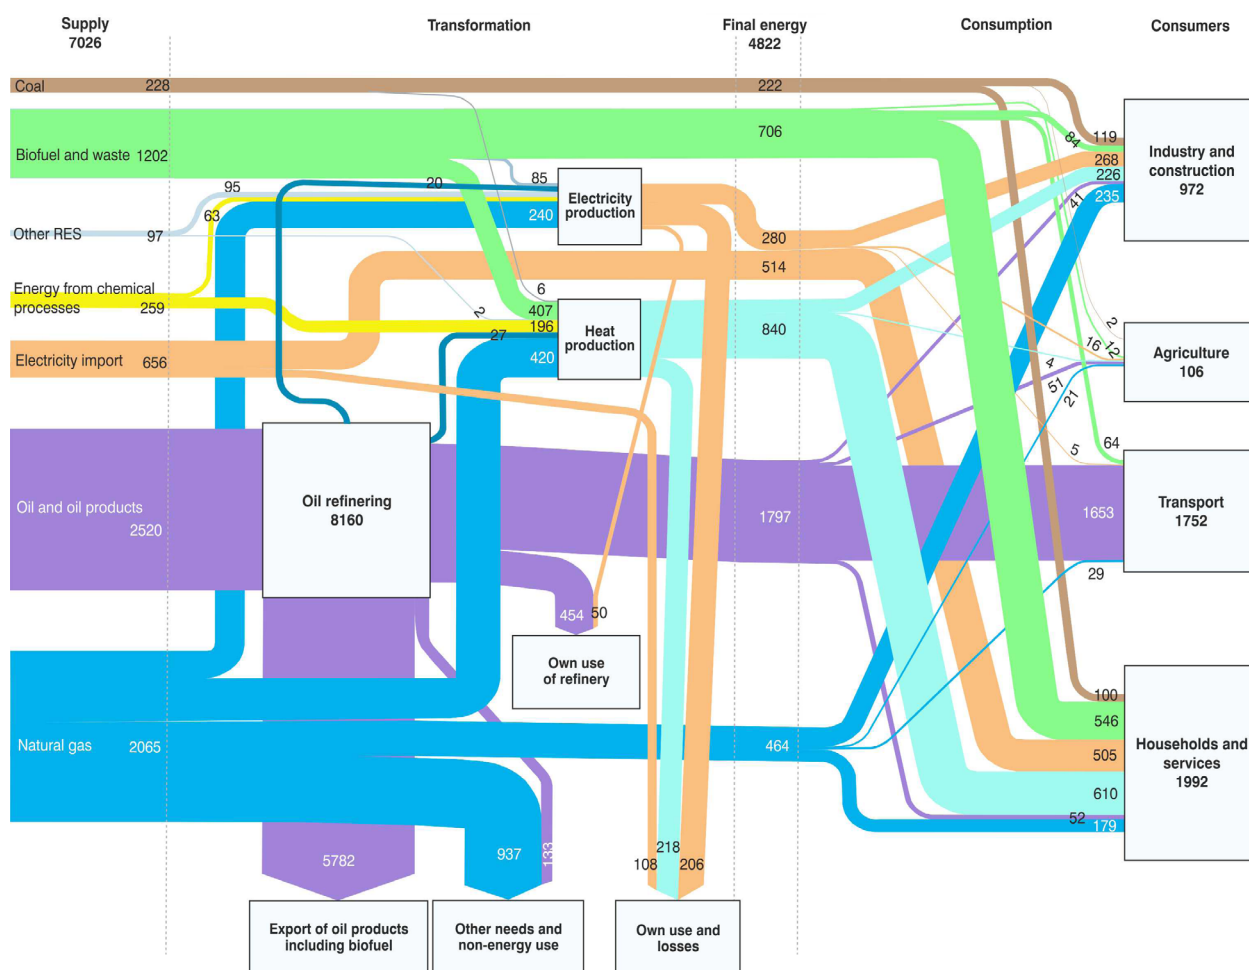 Supply
7026
Transformation
Final energy
4822
Consumption
Consumers
Coal
228
222
119
Biofuel and waste
1202
706
84
268
226
41
235
Industry and
construction
972
95
20
85
63
240
Electricity
production
Other RES
97
280
514
Energy from chemical
processes
259
6
407
2
196
27
420
Heat
production
840
2
16
12
4
51
21
Agriculture
106
Electricity import
656
5
64
Oil and oil products
2520
Oil refinering
8160
1797
1653
29
Transport
1752
454
50
Own use
of refinery
Natural gas
2065
464
100
546
505
610
52
179
Households and
services
1992
5782
937
133
108
218
206
Export of oil products
including biofuel
Other needs and
non-energy use
Own use and
losses